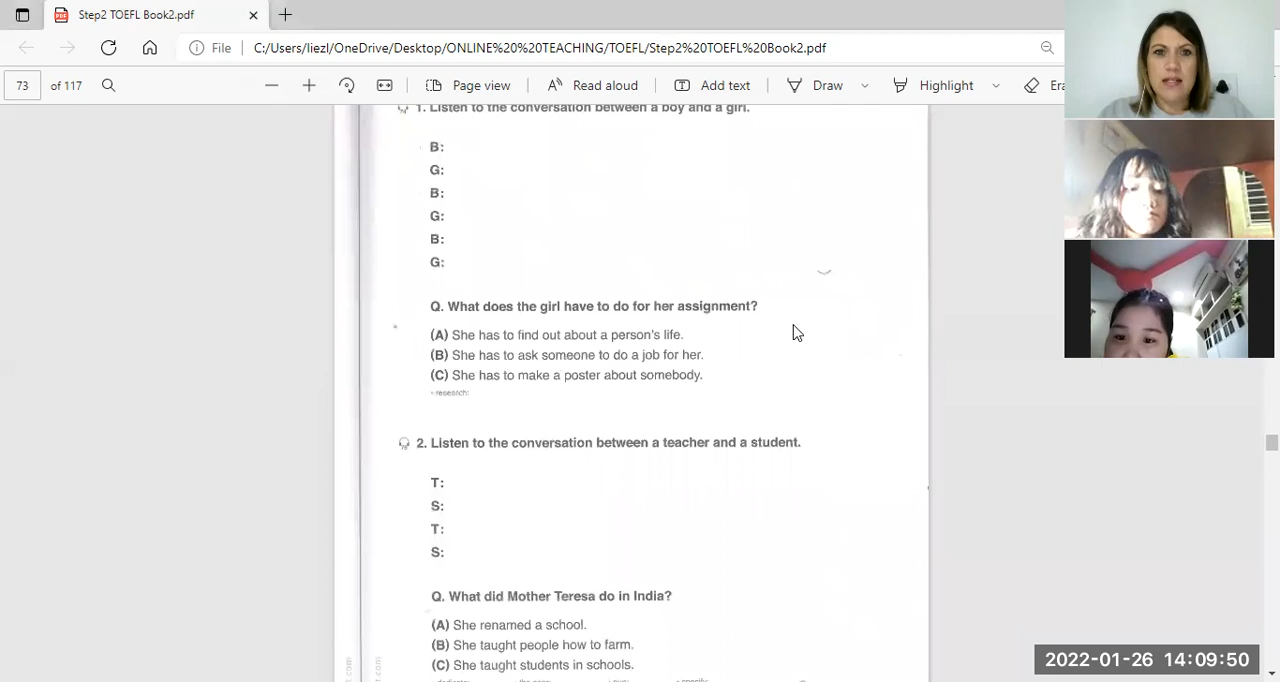 Step2 TOEFL Book2.pdf
File
C:/Users/liezl/OneDrive/Desktop/ONLINE%20%20TEACHING/TOEFL/Step2%20TOEFL%20Book2.pdf
73 of 117
Page view
Read aloud
Add text
Draw
Highlight
Era
1. Listen to the conversation between a boy and a girl.
B:
G:
B:
G:
B:
G:
Q. What does the girl have to do for her assignment?
(A) She has to find out about a person's life.
(B) She has to ask someone to do a job for her.
(C) She has to make a poster about somebody.
• research:
2. Listen to the conversation between a teacher and a student.
T:
S:
T:
S:
Q. What did Mother Teresa do in India?
(A) She renamed a school.
(B) She taught people how to farm.
(C) She taught students in schools.
2022-01-26 14:09:50